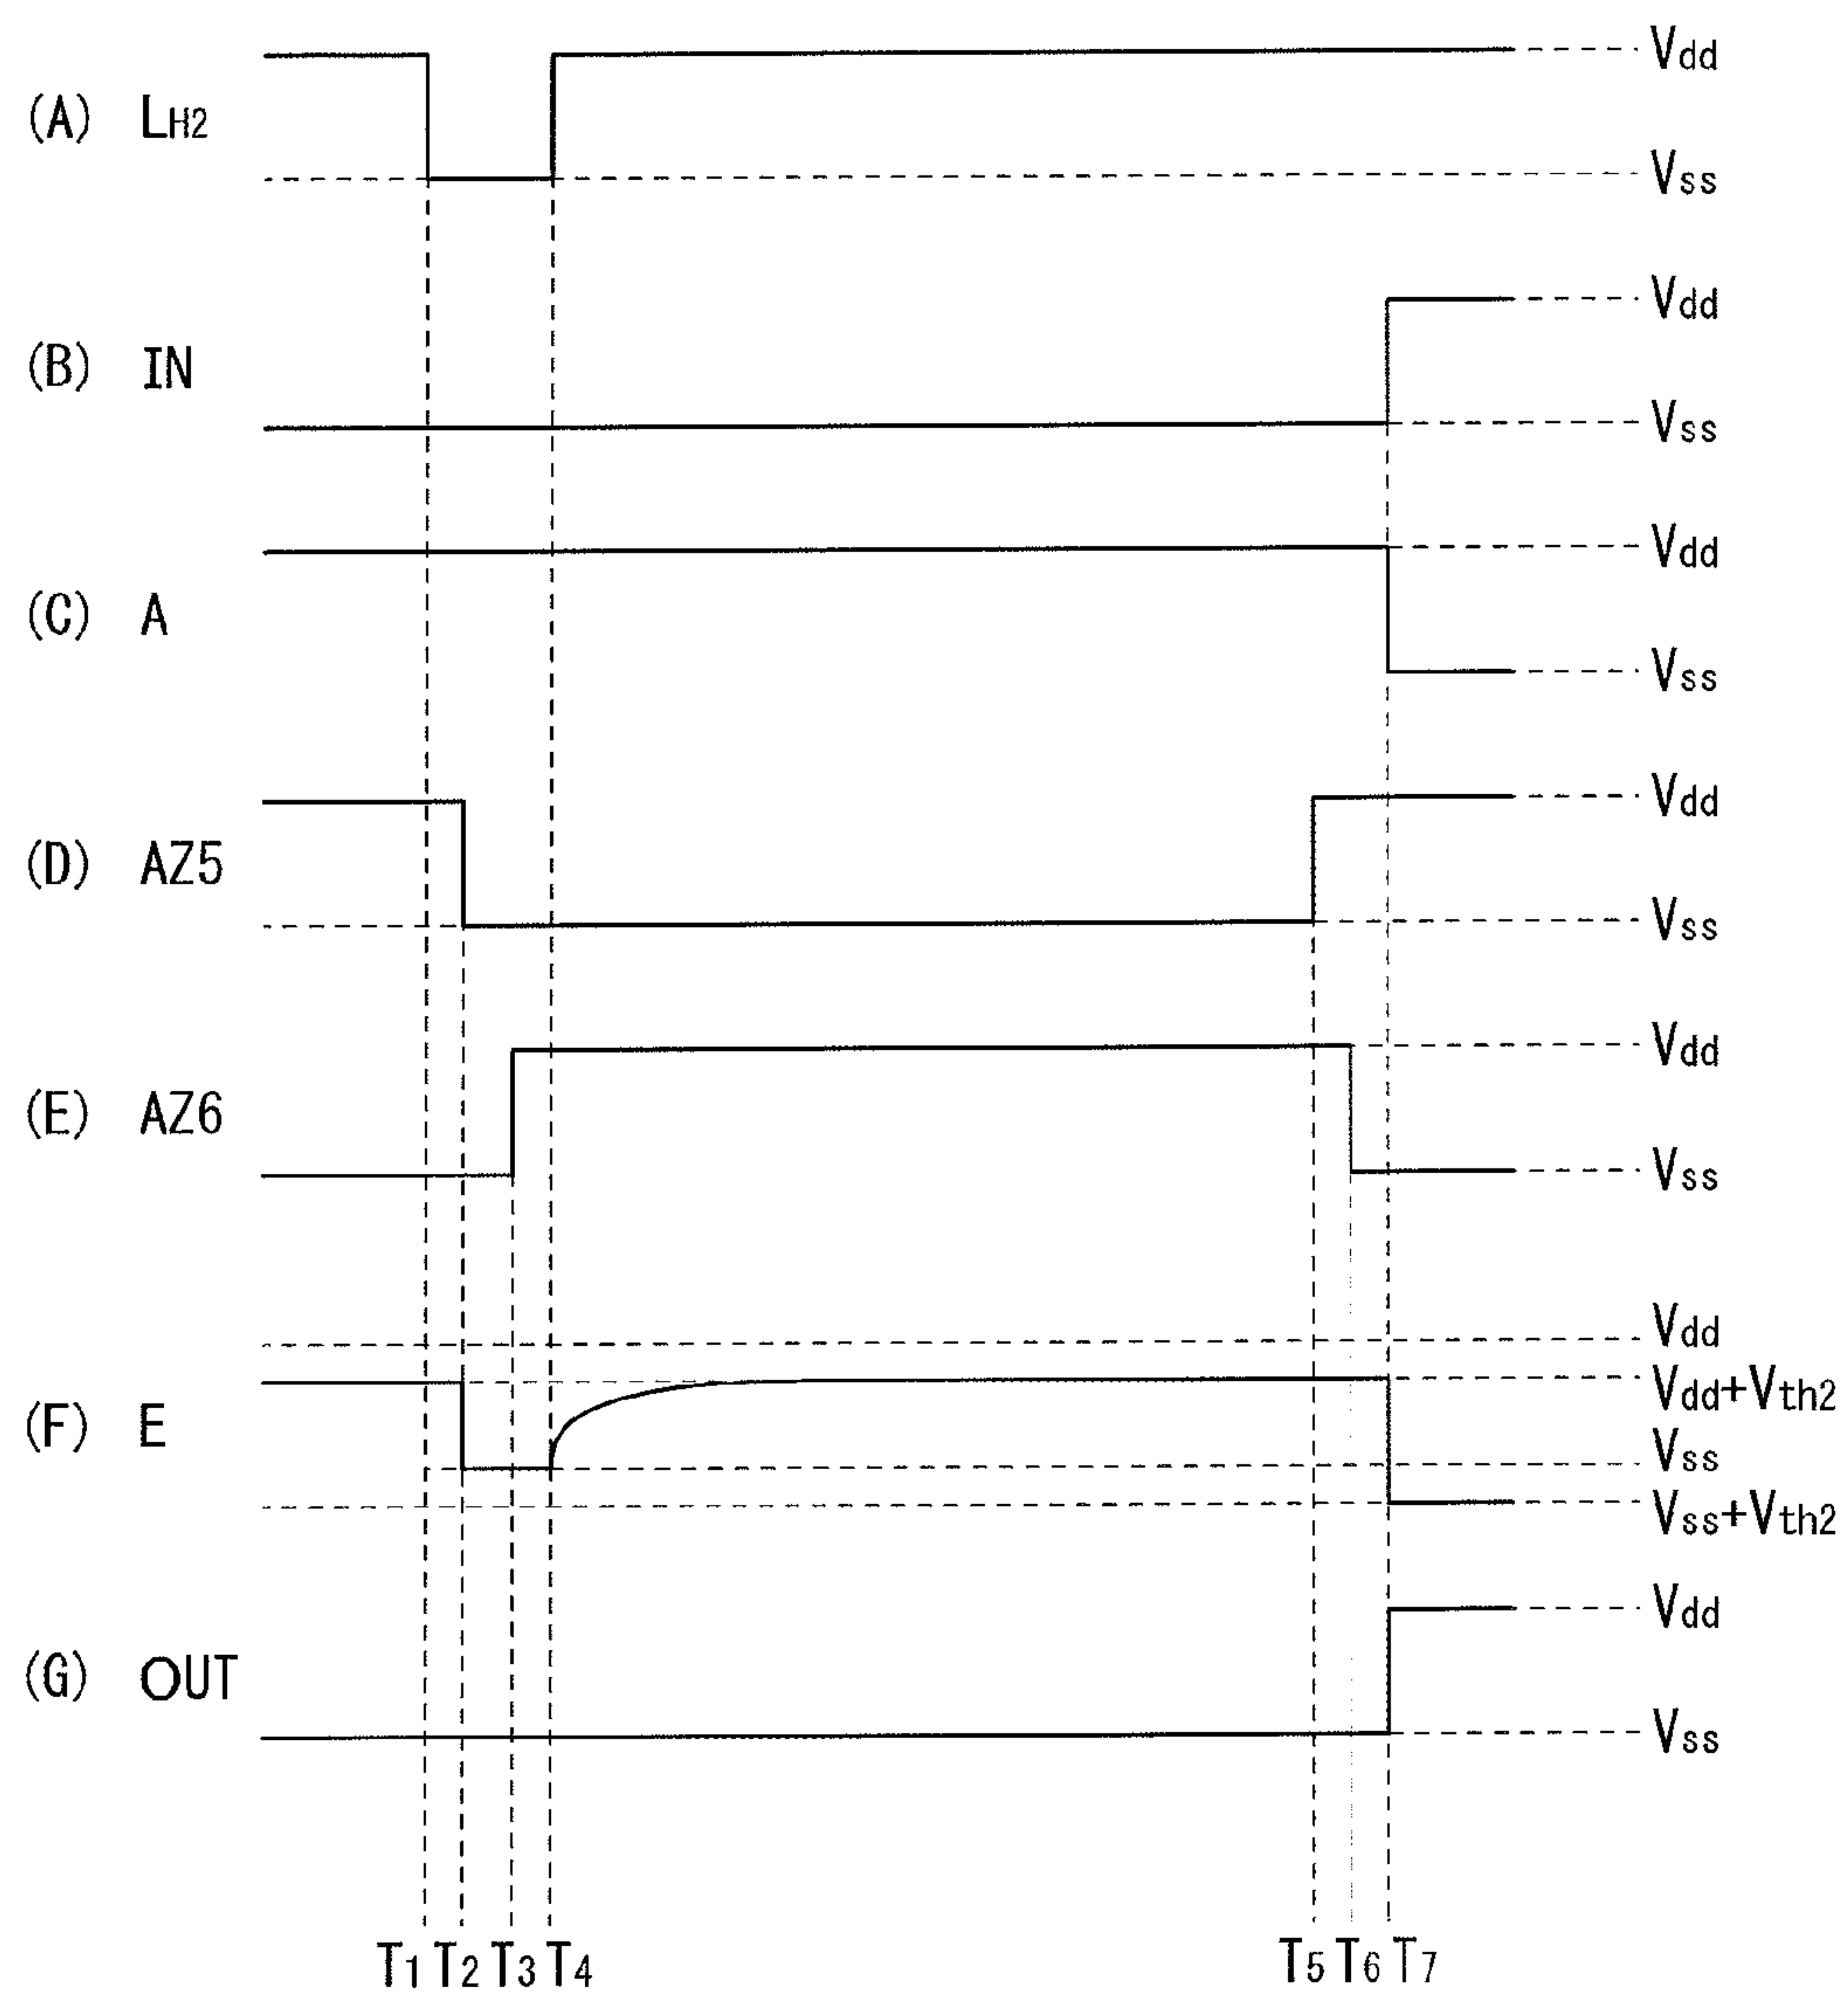 (A) LH2
Vdd
Vss
(B) IN
Vdd
Vss
(C) A
Vdd
Vss
(D) AZ5
Vdd
Vss
(E) AZ6
Vdd
Vss
(F) E
Vdd
Vdd+Vth2
Vss
Vss+Vth2
(G) OUT
Vdd
Vss
T1 T2 T3 T4 T5 T6 T7